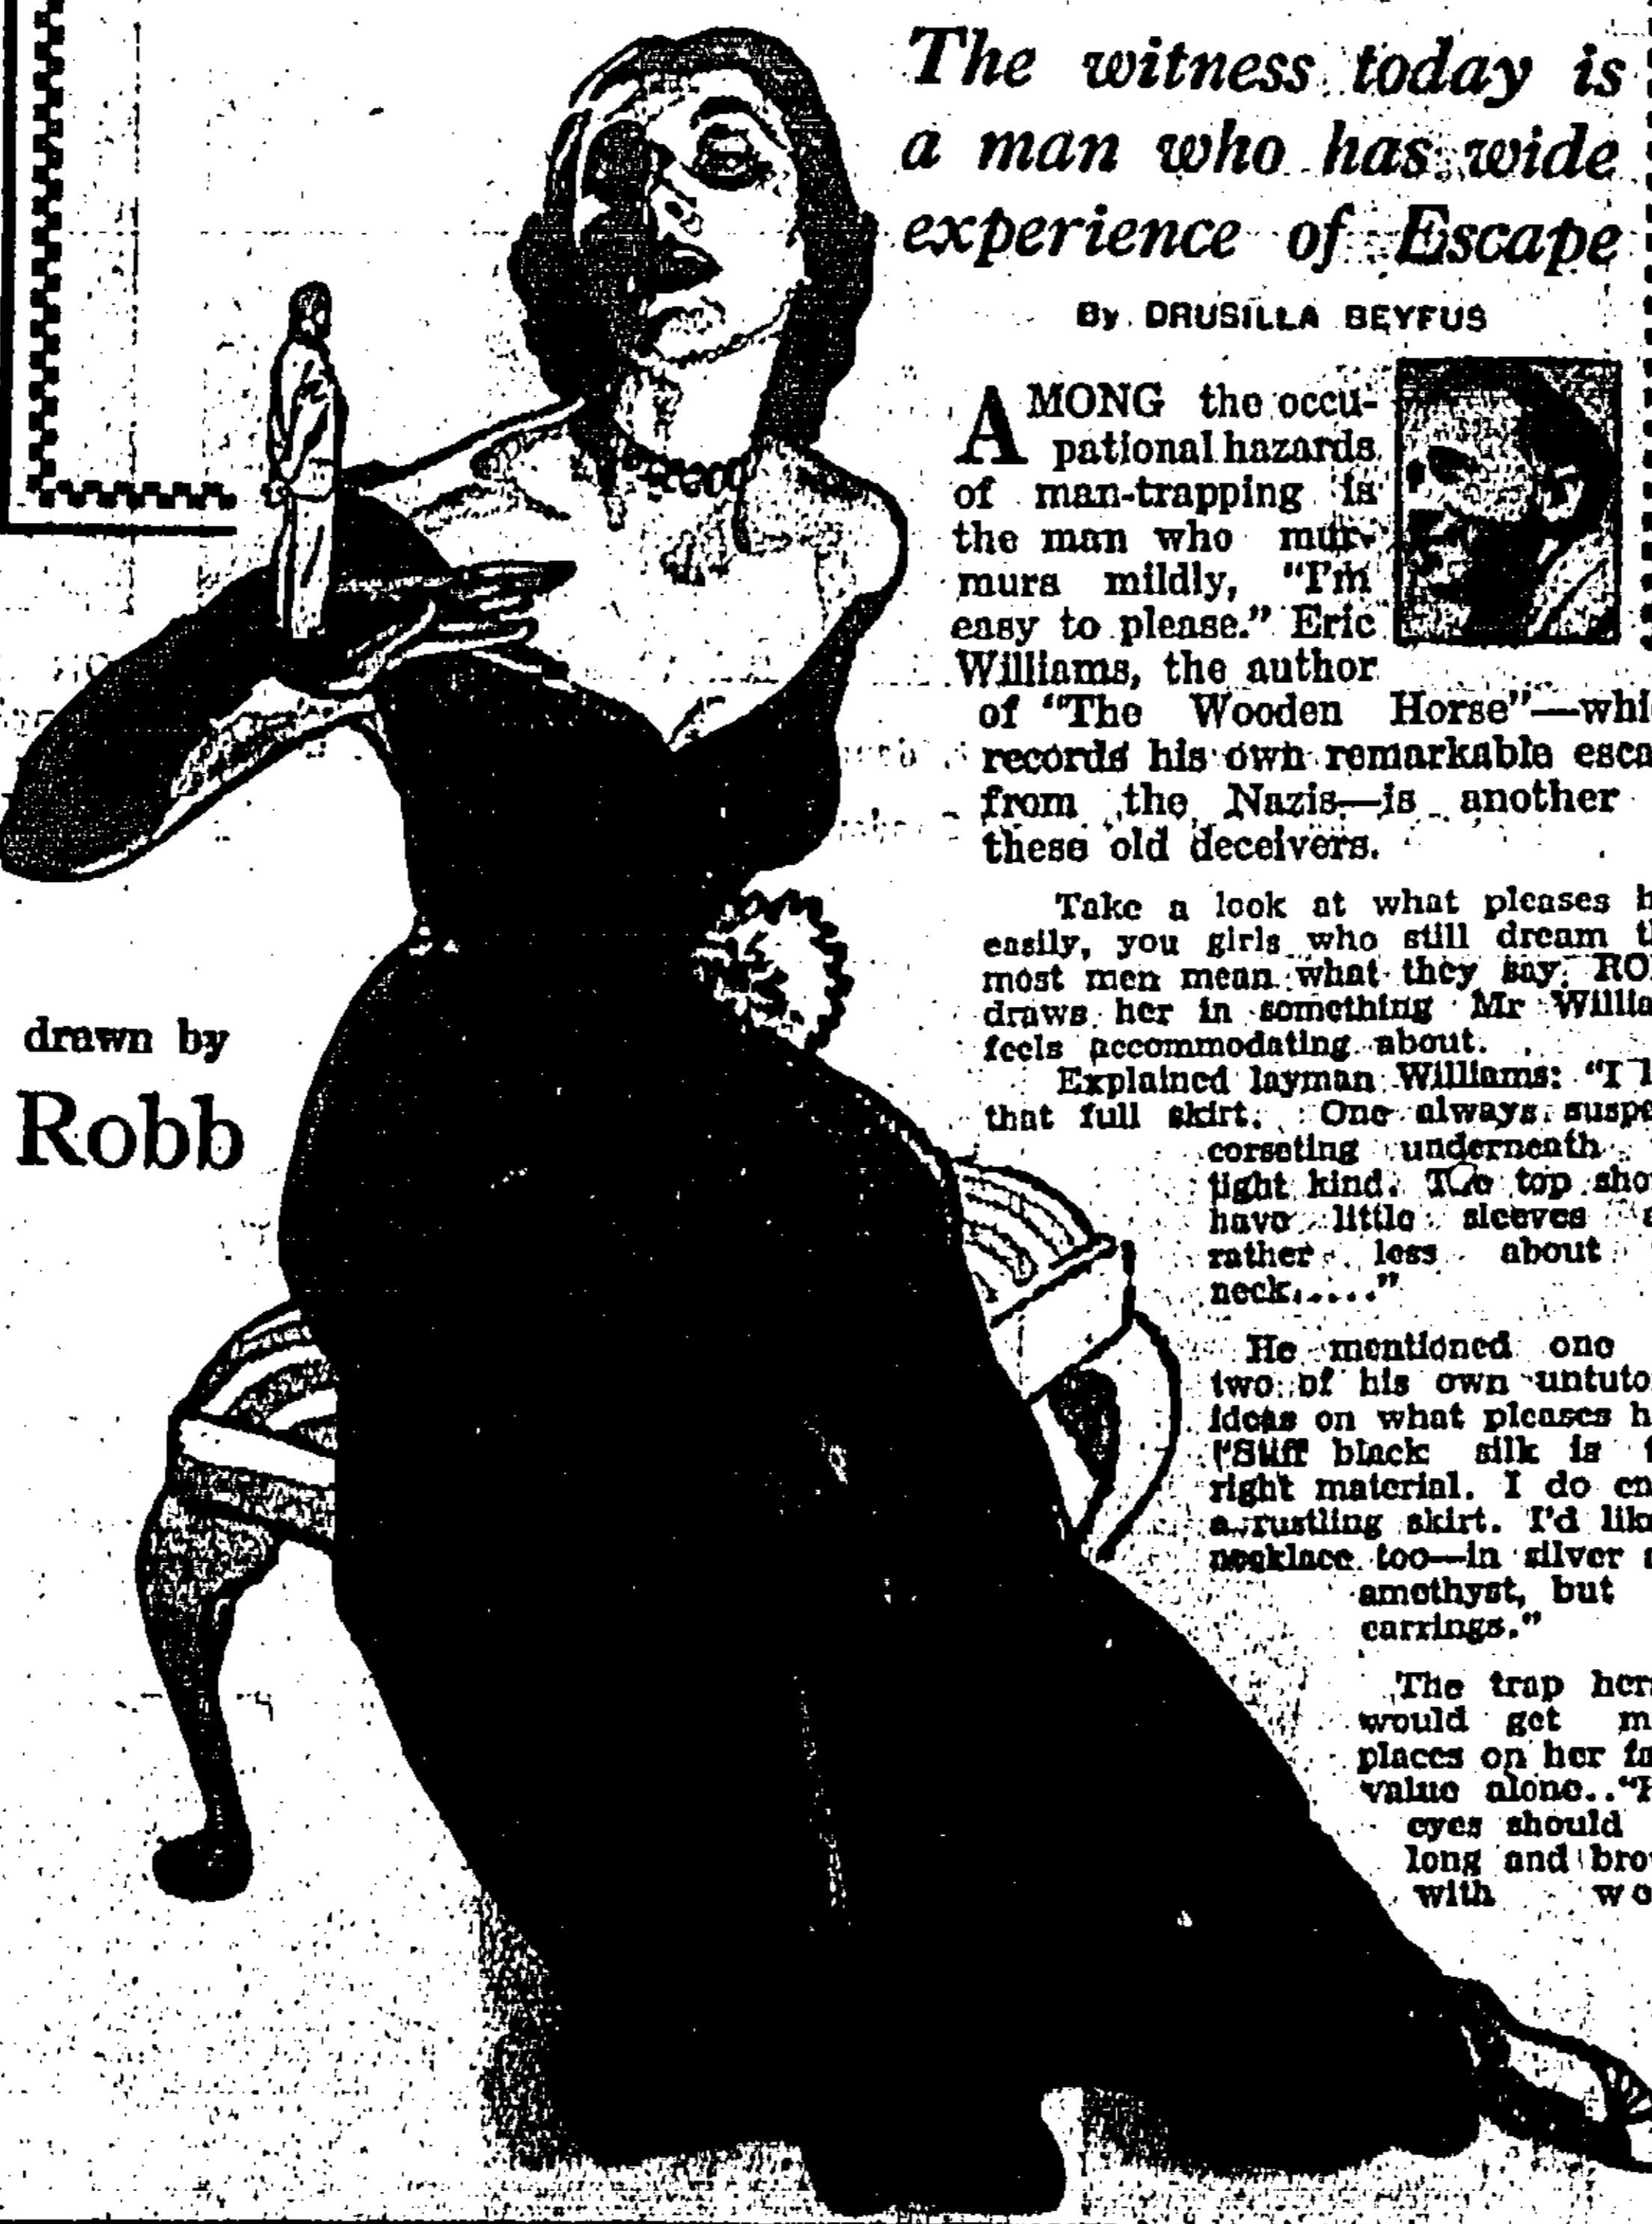 The witness today is
a man who has wide
experience of Escape
By DRUSILLA BEYFUS
AMONG the occu-
pational hazards
of man-trapping is
the man who mur-
murs mildly, "I'm
easy to please." Eric
Williams, the author
of "The Wooden Horse"—whi
records his own remarkable esca
from the Nazis—is another
these old deceivers.
Take a look at what pleases h
easily, you girls who still dream th
most men mean what they say. RO
draws her in something Mr Willia
feels accommodating about.
Explained layman Williams: "I l
that full skirt. One always suspe
corseting underneath
tight kind. The top sho
have little sleeves
rather less about
neck....."
He mentioned one
two of his own untuto
ideas on what pleases h
"Stiff black silk is
right material. I do en
a rustling skirt. I'd lik
necklace too—in silver
amethyst, but
earrings."
The trap her
would get m
places on her fa
value alone.. "H
eyes should
long and bro
with wo
drawn by
Robb